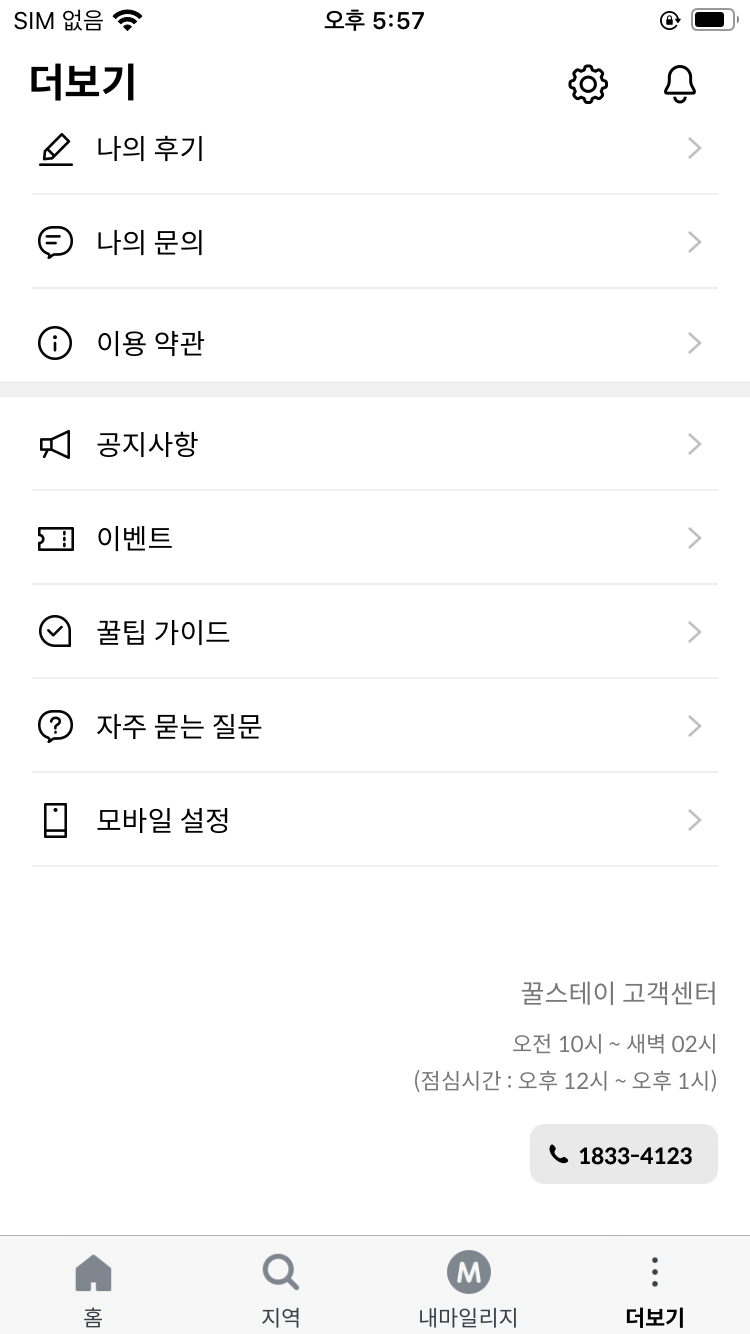 SIM 없음 오후 5:57
더보기
나의 후기
나의 문의
이용 약관
공지사항
이벤트
꿀팁 가이드
자주 묻는 질문
모바일 설정
꿀스테이 고객센터
오전 10시 ~ 새벽 02시
(점심시간 : 오후 12시 ~ 오후 1시)
1833-4123
M
홈 지역 내마일리지 더보기